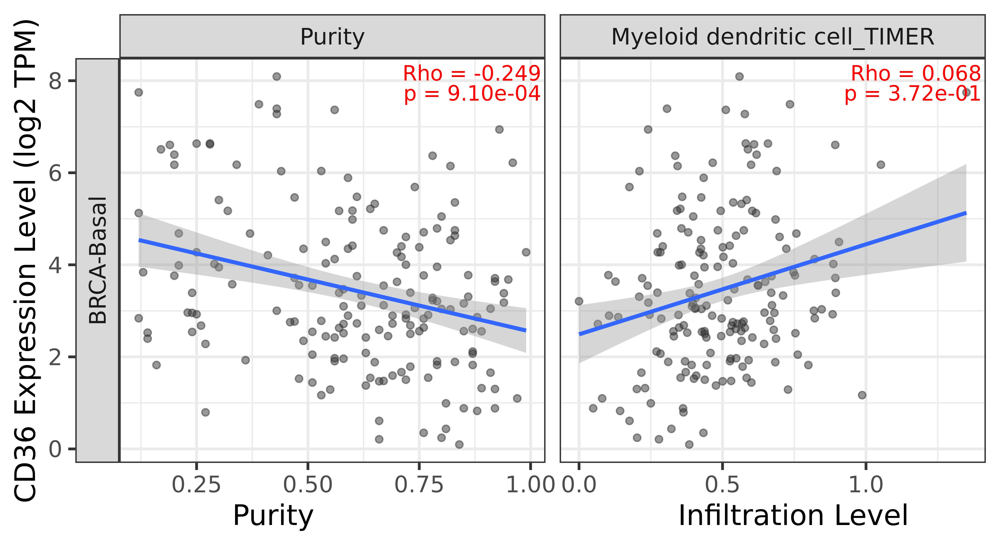 CD36 Expression Level (log2 TPM)
BRCA-Basal
Purity
Rho = -0.249
p = 9.10e-04
8
6
4
2
0
0.25 0.50 0.75 1.00
Purity
Myeloid dendritic cell_TIMER
Rho = 0.068
p = 3.72e-01
0.0 0.5 1.0
Infiltration Level